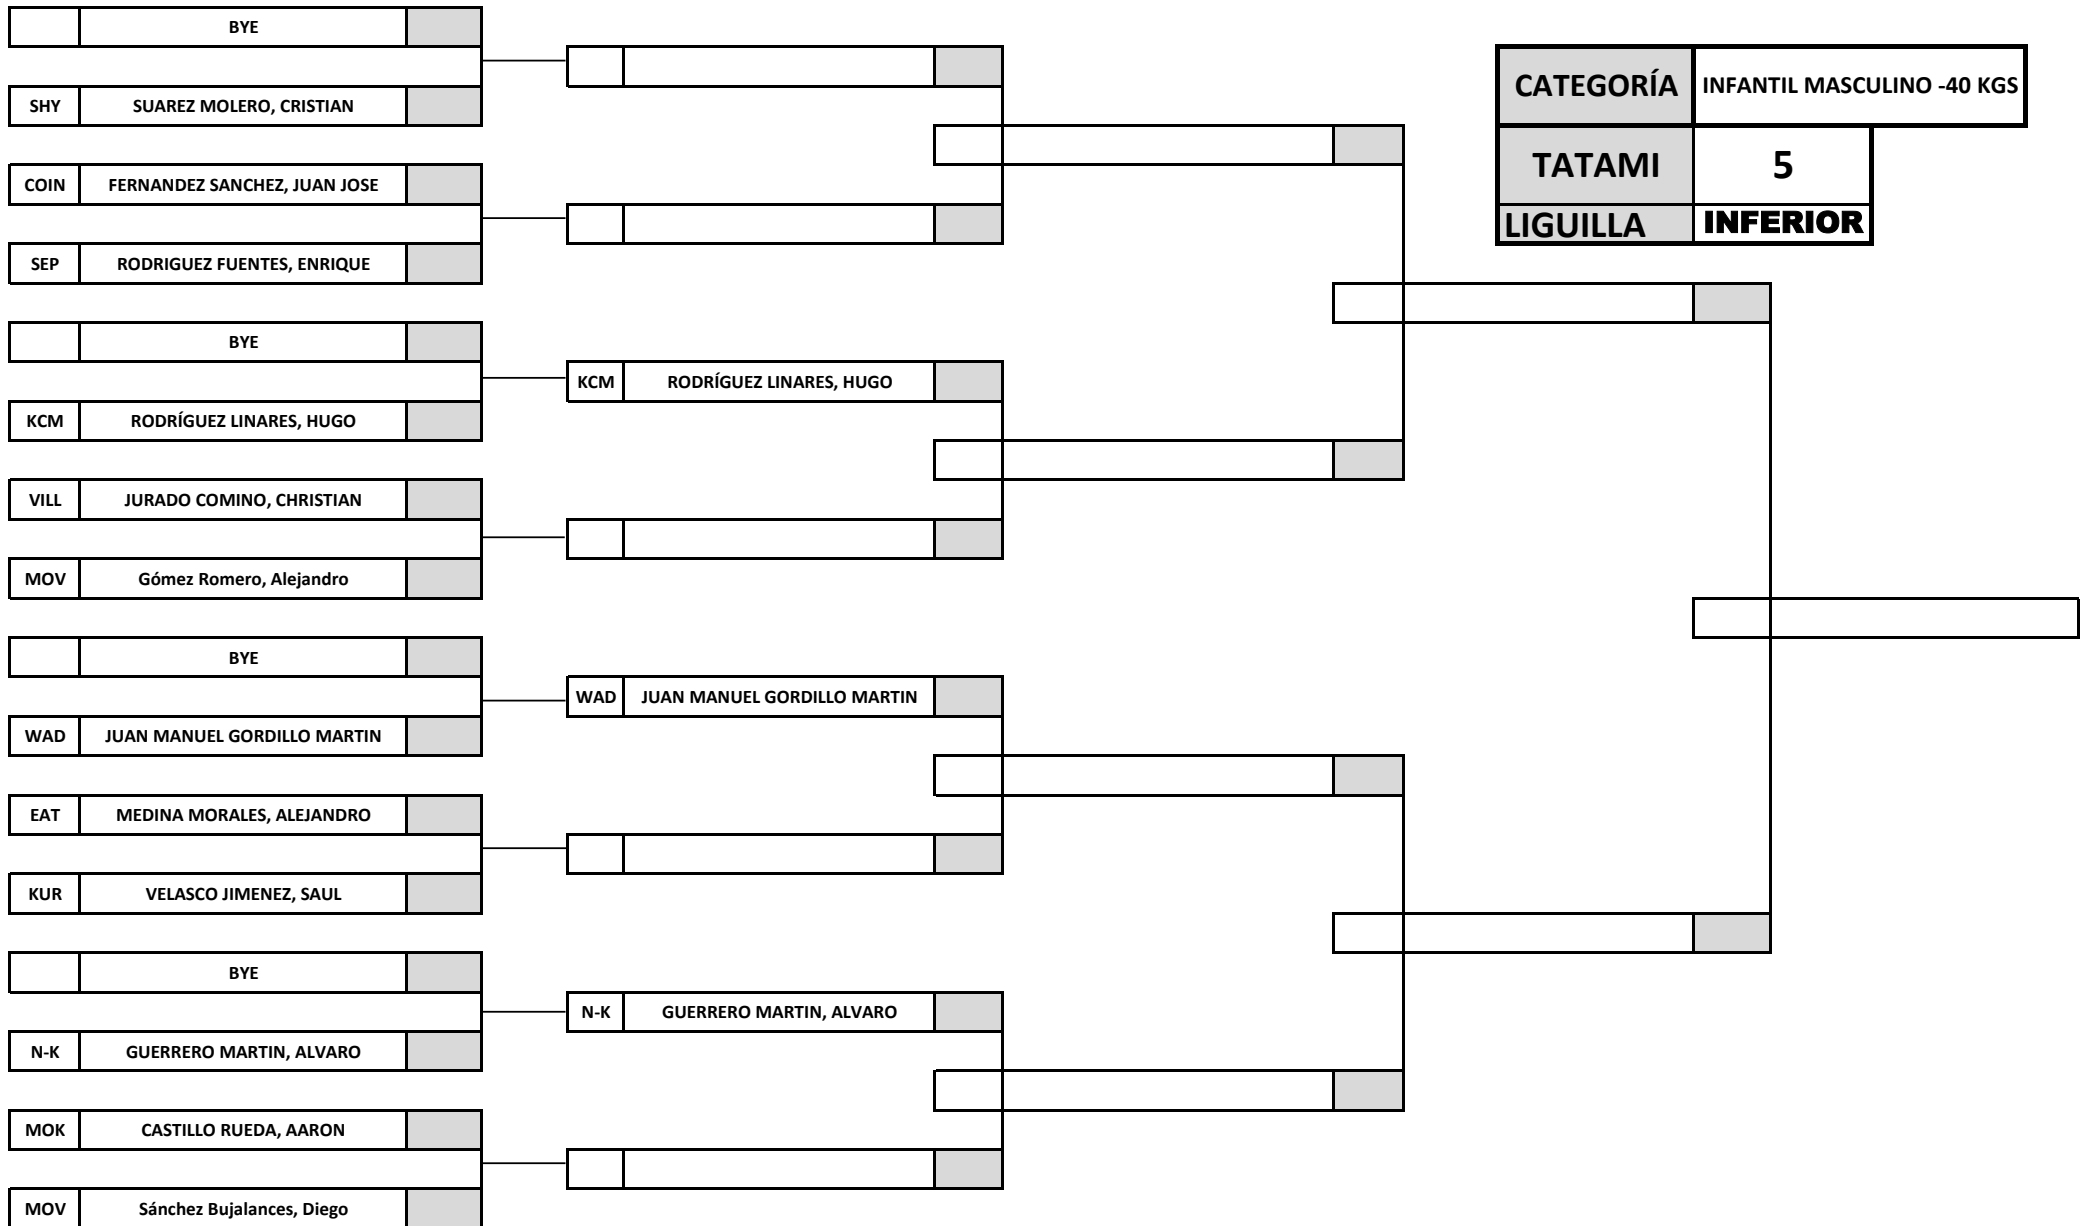 BYE
SHY SUAREZ MOLERO, CRISTIAN
COIN FERNANDEZ SANCHEZ, JUAN JOSE
SEP RODRIGUEZ FUENTES, ENRIQUE
BYE
KCM RODRÍGUEZ LINARES, HUGO
VILL JURADO COMINO, CHRISTIAN
MOV Gómez Romero, Alejandro
BYE
WAD JUAN MANUEL GORDILLO MARTIN
EAT MEDINA MORALES, ALEJANDRO
KUR VELASCO JIMENEZ, SAUL
BYE
N-K GUERRERO MARTIN, ALVARO
MOK CASTILLO RUEDA, AARON
MOV Sánchez Bujalances, Diego
KCM RODRÍGUEZ LINARES, HUGO
WAD JUAN MANUEL GORDILLO MARTIN
N-K GUERRERO MARTIN, ALVARO
CATEGORÍA INFANTIL MASCULINO -40 KGS
TATAMI 5
LIGUILLA INFERIOR